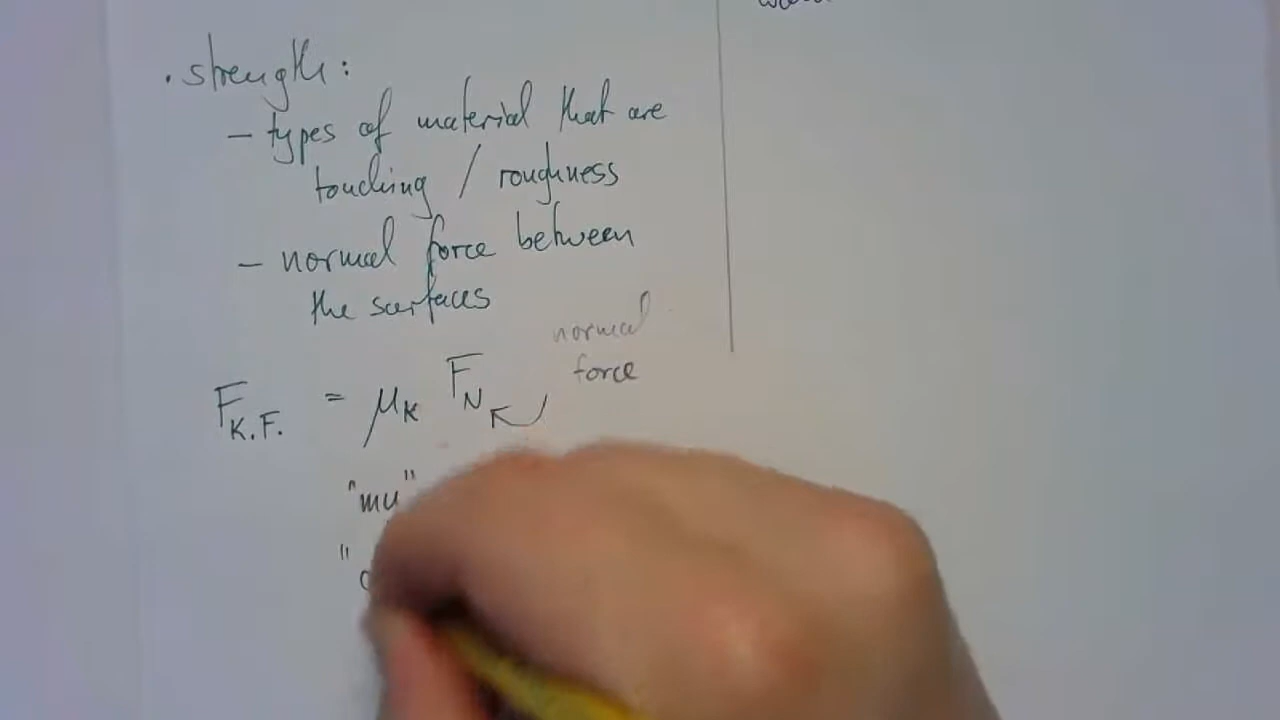 . strength:
- types of material that are
touching / roughness
- normal force between
the surfaces
normal
force
F_K.F. = μ_K F_N
"mu"
"